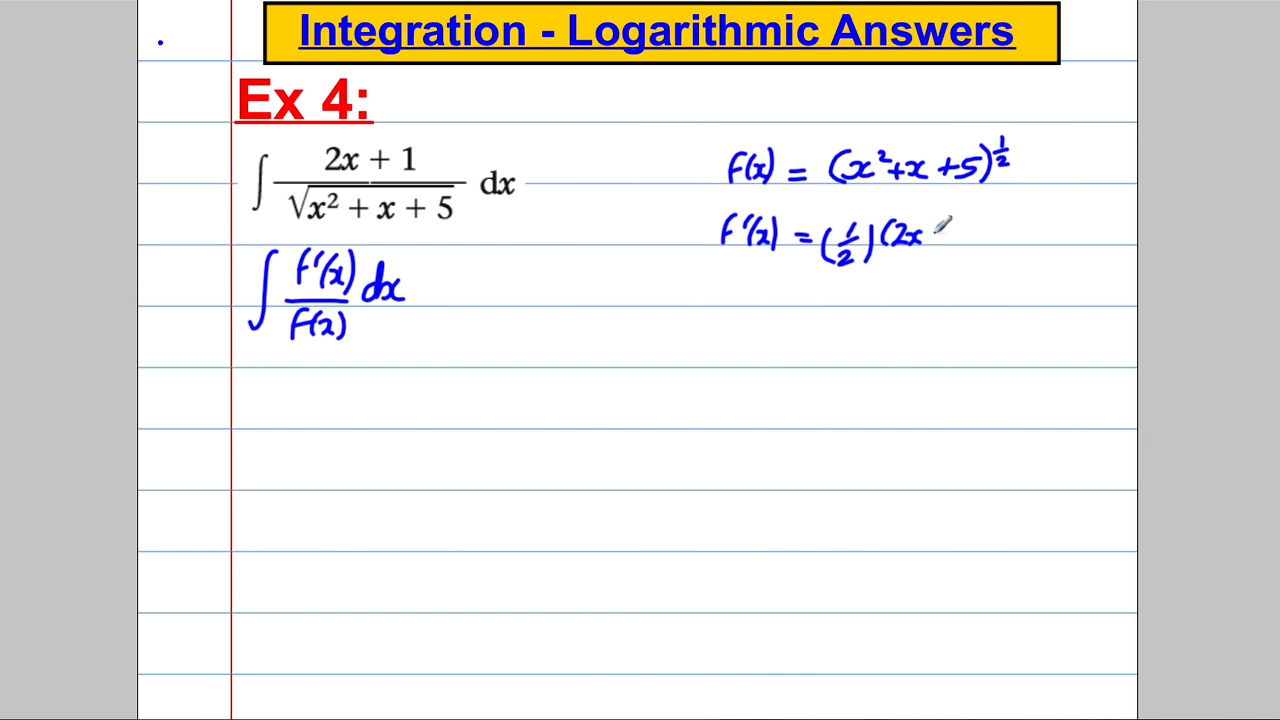 Integration - Logarithmic Answers
Ex 4:
∫ (2x + 1)/√(x² + x + 5) dx
f(x) = (x²+x+5)^(1/2)
f'(x) = (1/2)(2x
∫ f'(x)/f(x) dx